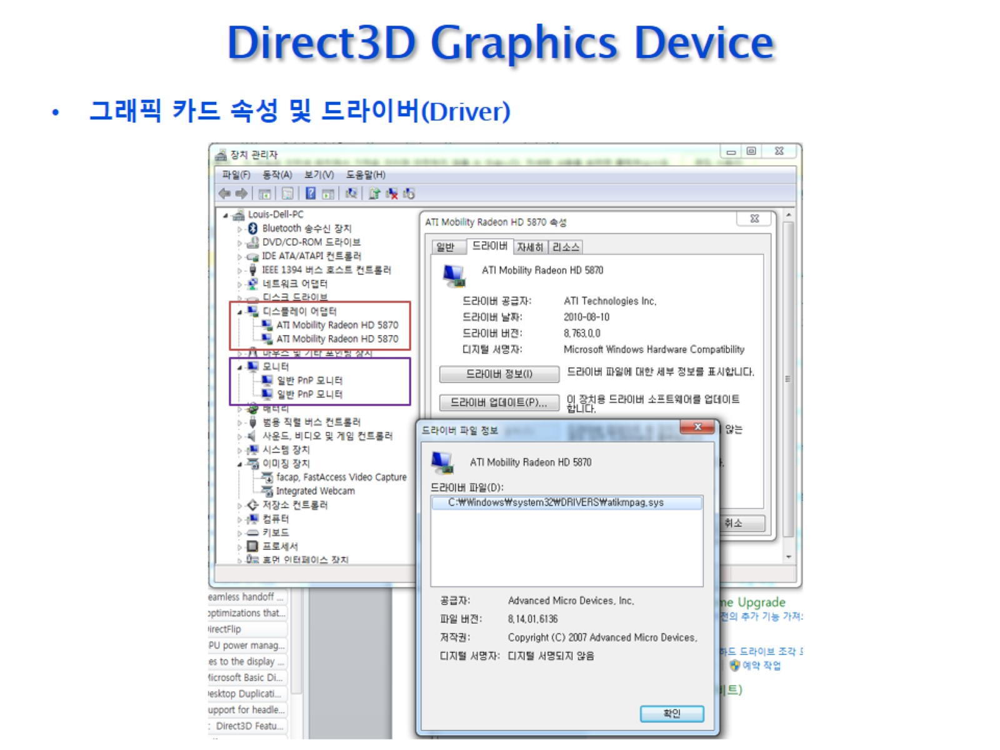 Direct3D Graphics Device
• 그래픽 카드 속성 및 드라이버(Driver)
장치 관리자
파일(F) 동작(A) 보기(V) 도움말(H)
Louis-Dell-PC
Bluetooth 송수신 장치
DVD/CD-ROM 드라이브
IDE ATA/ATAPI 컨트롤러
IEEE 1394 버스 호스트 컨트롤러
네트워크 어댑터
디스크 드라이브
디스플레이 어댑터
ATI Mobility Radeon HD 5870
ATI Mobility Radeon HD 5870
마우스 및 기타 포인팅 장치
모니터
일반 PnP 모니터
일반 PnP 모니터
배터리
범용 직렬 버스 컨트롤러
사운드, 비디오 및 게임 컨트롤러
시스템 장치
이미징 장치
facap, FastAccess Video Capture
Integrated Webcam
저장소 컨트롤러
컴퓨터
키보드
프로세서
휴먼 인터페이스 장치
ATI Mobility Radeon HD 5870 속성
일반 드라이버 자세히 리소스
ATI Mobility Radeon HD 5870
드라이버 공급자: ATI Technologies Inc.
드라이버 날짜: 2010-08-10
드라이버 버전: 8.763.0.0
디지털 서명자: Microsoft Windows Hardware Compatibility
드라이버 정보(I) 드라이버 파일에 대한 세부 정보를 표시합니다.
드라이버 업데이트(P)... 이 장치용 드라이버 소프트웨어를 업데이트
합니다.
않는
취소
드라이버 파일 정보
ATI Mobility Radeon HD 5870
드라이버 파일(D):
C:₩Windows₩system32₩DRIVERS₩atikmpag.sys
공급자: Advanced Micro Devices, Inc.
파일 버전: 8.14.01.6136
저작권: Copyright (C) 2007 Advanced Micro Devices,
디지털 서명자: 디지털 서명되지 않음
확인
eamless handoff ...
optimizations that...
DirectFlip
PU power manag...
es to the display ...
Microsoft Basic Di...
Desktop Duplicati...
upport for headle...
: Direct3D Featu...
me Upgrade
전의 추가 기능 가져
하드 드라이브 조각
예약 작업
비트)